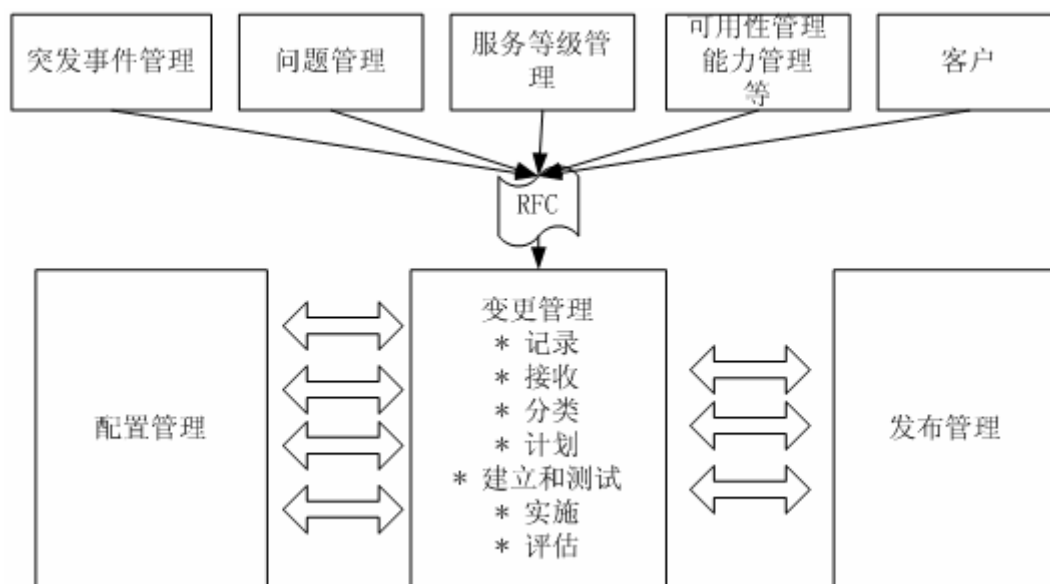 突发事件管理
问题管理
服务等级管
理
可用性管理
能力管理
等
客户
RFC
配置管理
变更管理
* 记录
* 接收
* 分类
* 计划
* 建立和测试
* 实施
* 评估
发布管理